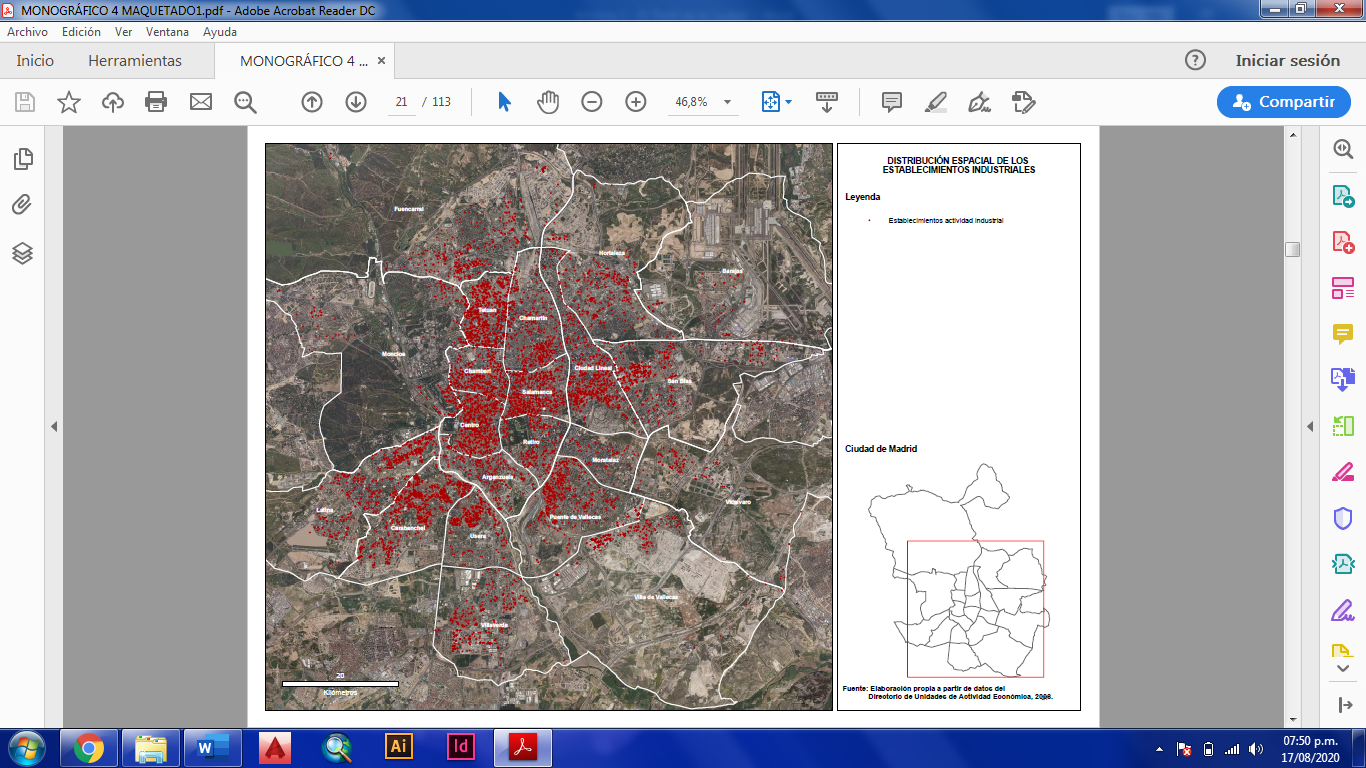 MONOGRÁFICO 4 MAQUETADO1.pdf - Adobe Acrobat Reader DC
Archivo Edición Ver Ventana Ayuda
Inicio Herramientas MONOGRÁFICO 4 ... × Iniciar sesión
21 / 113 46,8% Compartir
DISTRIBUCIÓN ESPACIAL DE LOS
ESTABLECIMIENTOS INDUSTRIALES
Leyenda
Establecimientos actividad industrial
Fuencarral
Hortaleza
Barajas
Tetuan
Chamartín
Moncloa
Chamberí
Ciudad Lineal
San Blas
Salamanca
Centro
Retiro
Moratalaz
Arganzuela
Vicálvaro
Latina
Carabanchel
Puente de Vallecas
Usera
Villa de Vallecas
Villaverde
20
Kilómetros
Ciudad de Madrid
Fuente: Elaboración propia a partir de datos del
Directorio de Unidades de Actividad Económica,
W Ai Id
07:50 p.m.
17/08/2020